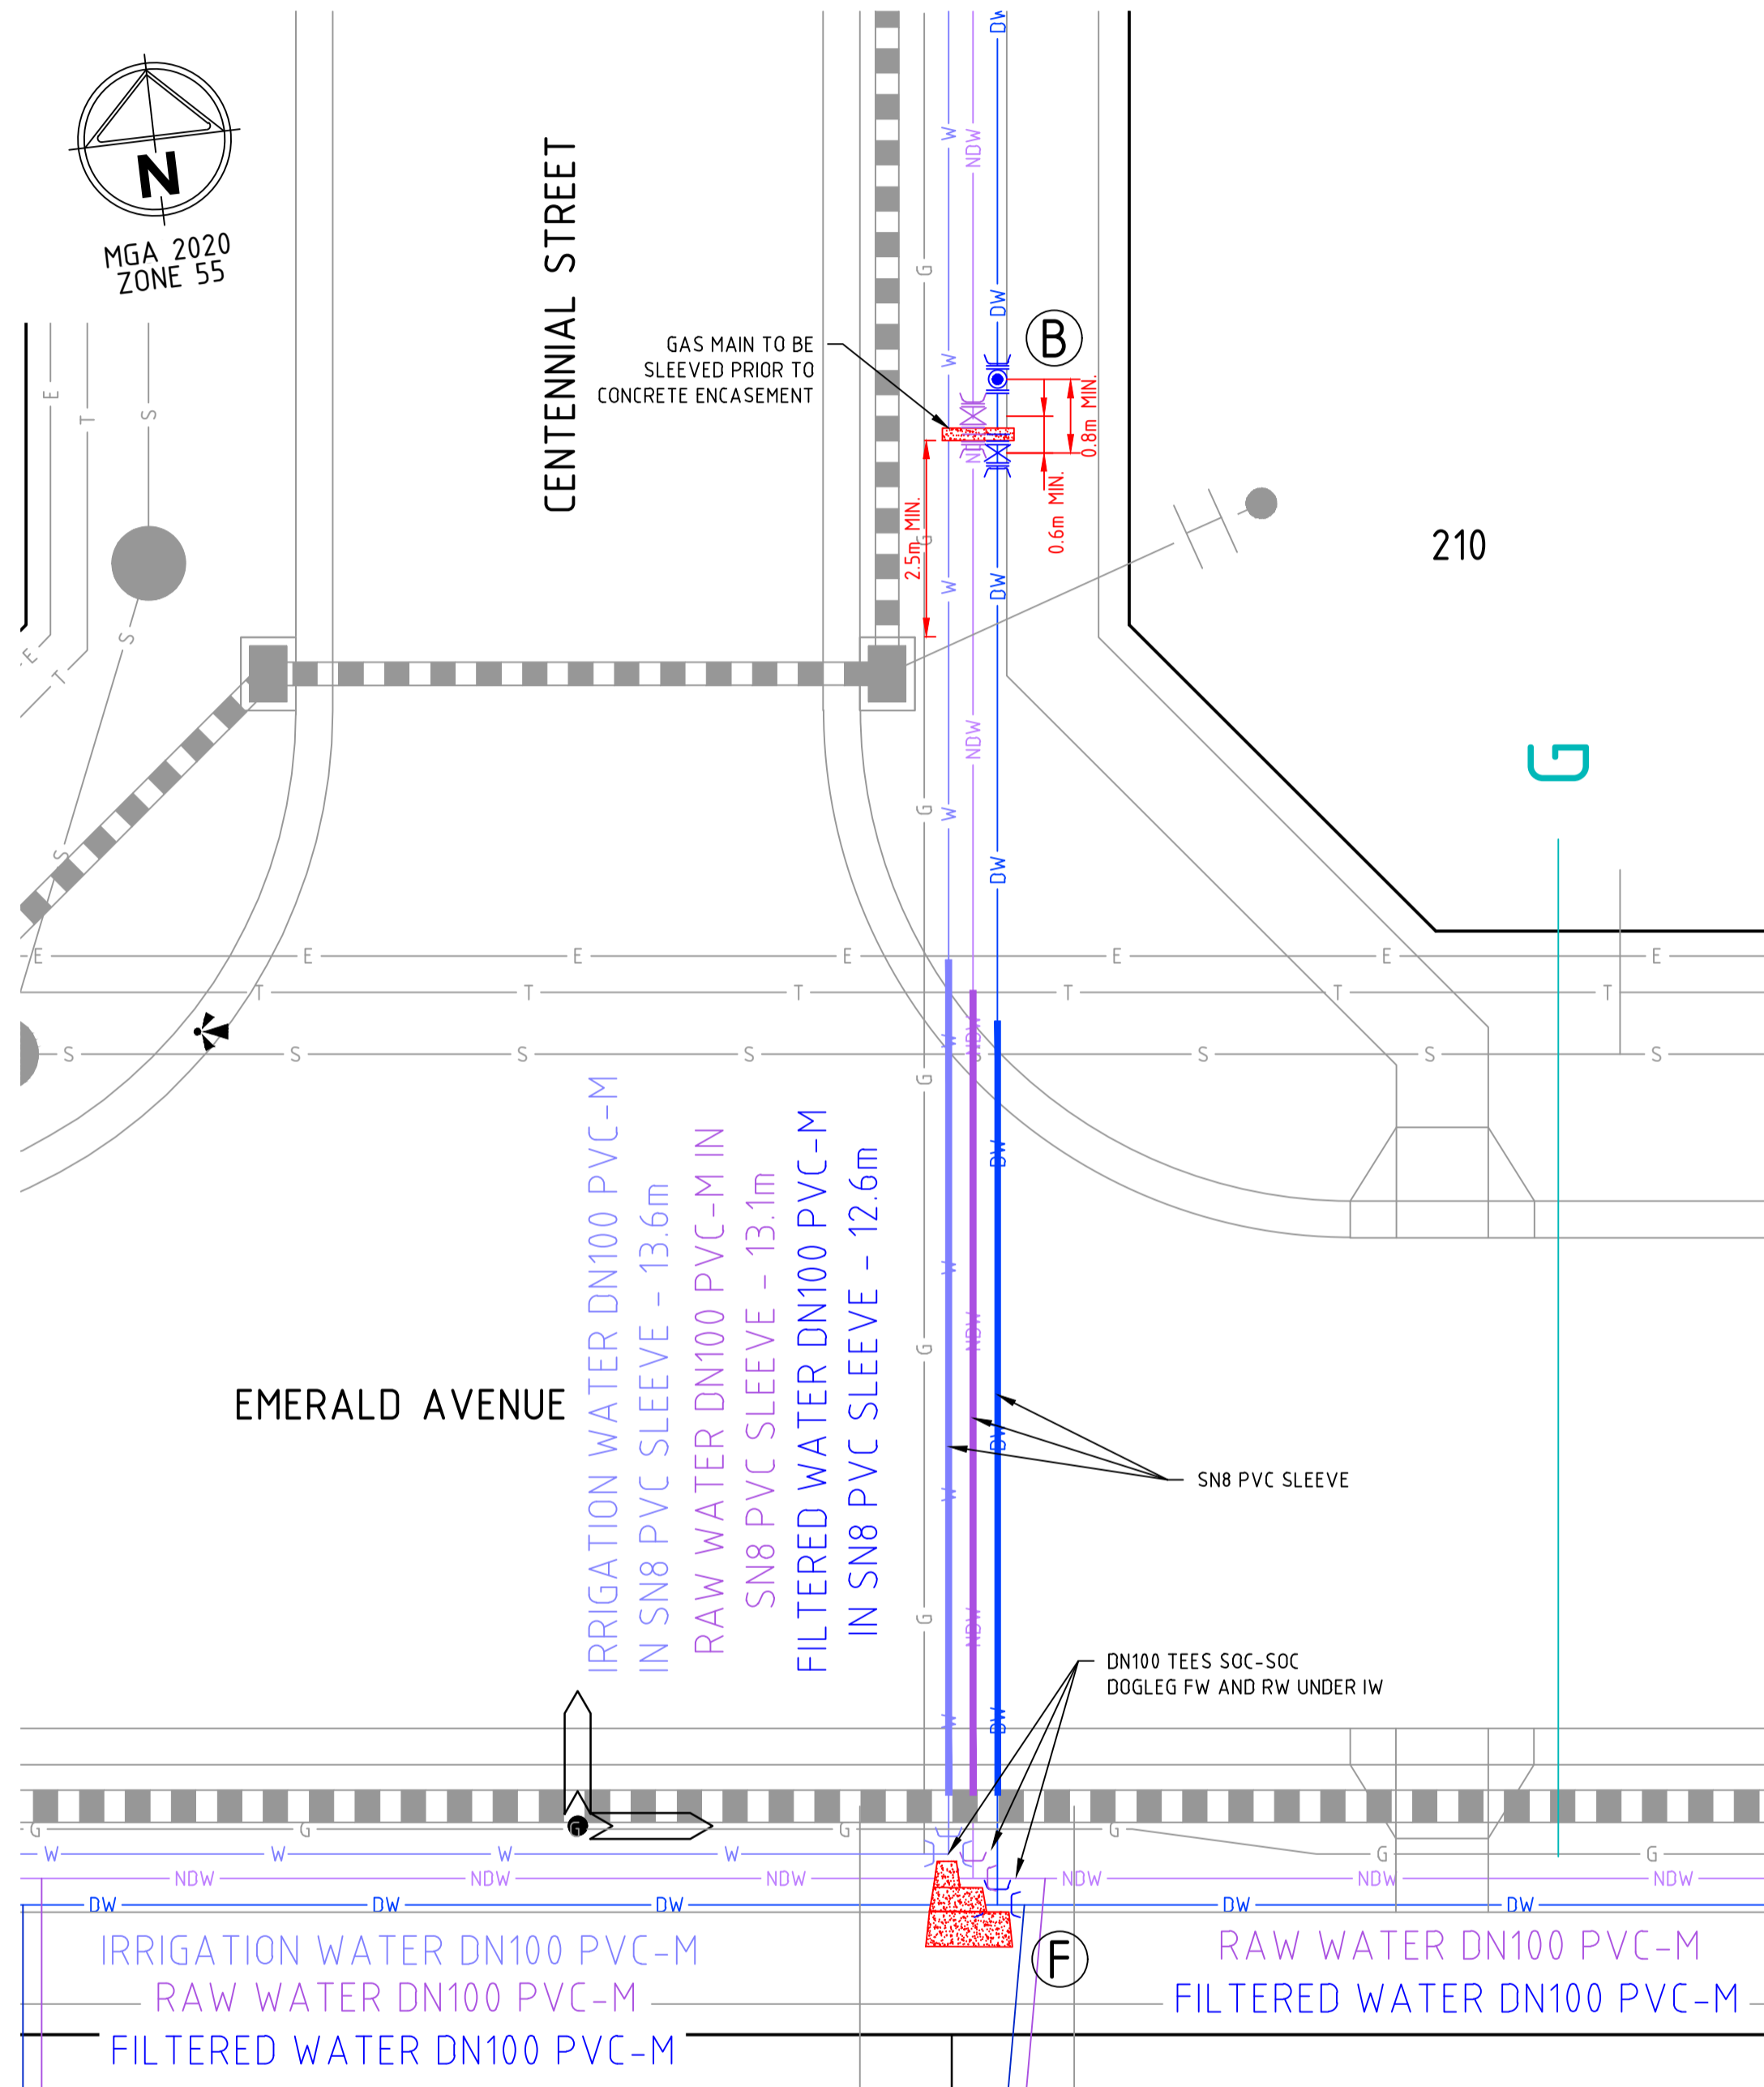 N
MGA 2020
ZONE 55
CENTENNIAL STREET
GAS MAIN TO BE
SLEEVED PRIOR TO
CONCRETE ENCASEMENT
B
0.8m MIN.
0.6m MIN.
2.5m MIN.
210
G
W
NDW
DW
E
T
S
H
IRRIGATION WATER DN100 PVC-M
IN SN8 PVC SLEEVE - 13.6m
RAW WATER DN100 PVC-M IN
SN8 PVC SLEEVE - 13.1m
FILTERED WATER DN100 PVC-M
IN SN8 PVC SLEEVE - 12.6m
EMERALD AVENUE
SN8 PVC SLEEVE
DN100 TEES SOC-SOC
DOGLEG FW AND RW UNDER IW
F
IRRIGATION WATER DN100 PVC-M
RAW WATER DN100 PVC-M
FILTERED WATER DN100 PVC-M
RAW WATER DN100 PVC-M
FILTERED WATER DN100 PVC-M